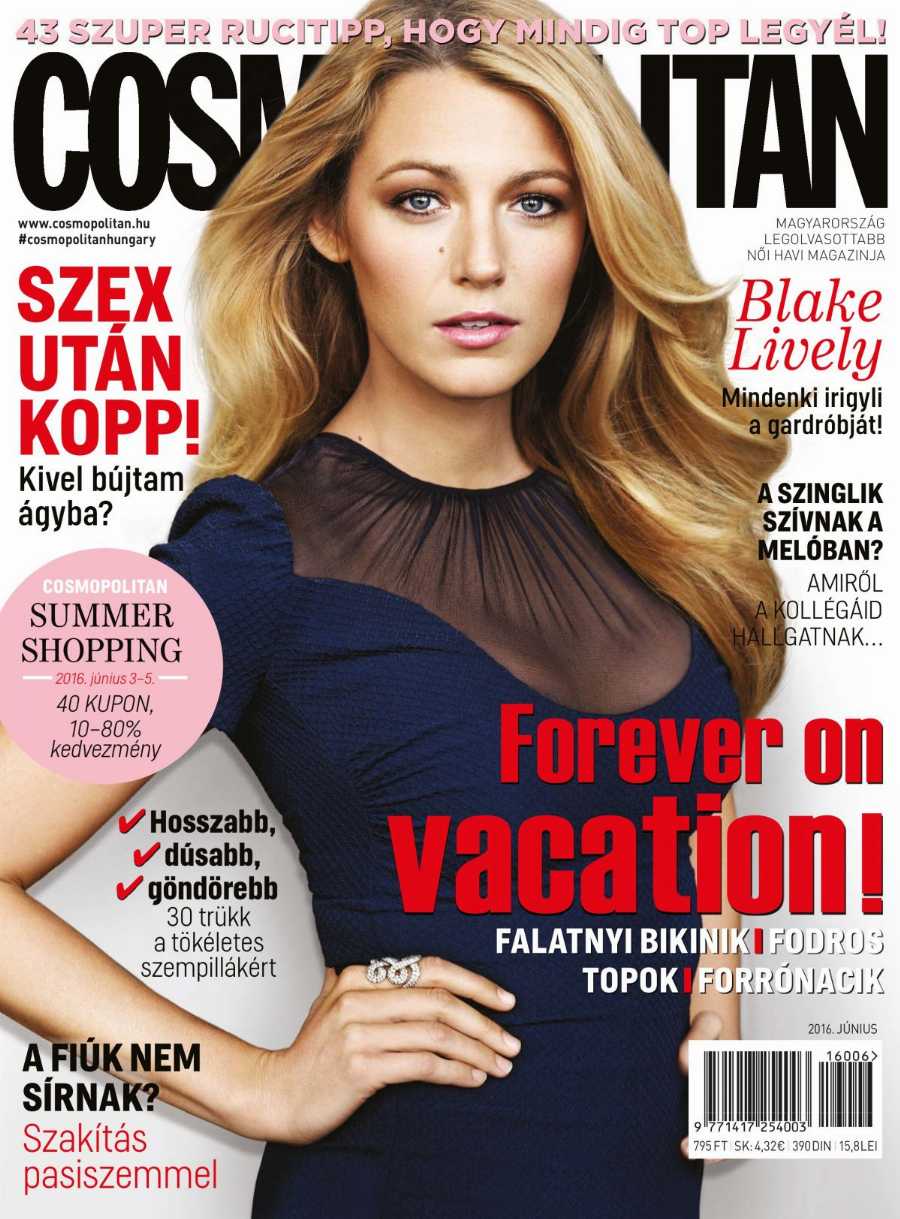 43 SZUPER RUCITIPP, HOGY MINDIG TOP LEGYÉL!
COSMOPOLITAN
www.cosmopolitan.hu
#cosmopolitanhungary
MAGYARORSZÁG
LEGOLVASOTTABB
NŐI HAVI MAGAZINJA
SZEX
UTÁN
KOPP!
Kivel bújtam
ágyba?
Blake
Lively
Mindenki irigyli
a gardróbját!
A SZINGLIK
SZÍVNAK A
MELÓBAN?
AMIRŐL
A KOLLÉGÁID
HALLGATNAK...
COSMOPOLITAN
SUMMER
SHOPPING
2016. június 3–5.
40 KUPON,
10–80%
kedvezmény
Forever on
vacation!
FALATNYI BIKINIK I FODROS
TOPOK I FORRÓNACIK
✔Hosszabb,
✔dúsabb,
✔göndörebb
30 trükk
a tökéletes
szempillákért
A FIÚK NEM
SÍRNAK?
Szakítás
pasiszemmel
2016. JÚNIUS
16006>
9 771417 254003
795 FT | SK: 4,32€ | 390 DIN | 15,8 LEI